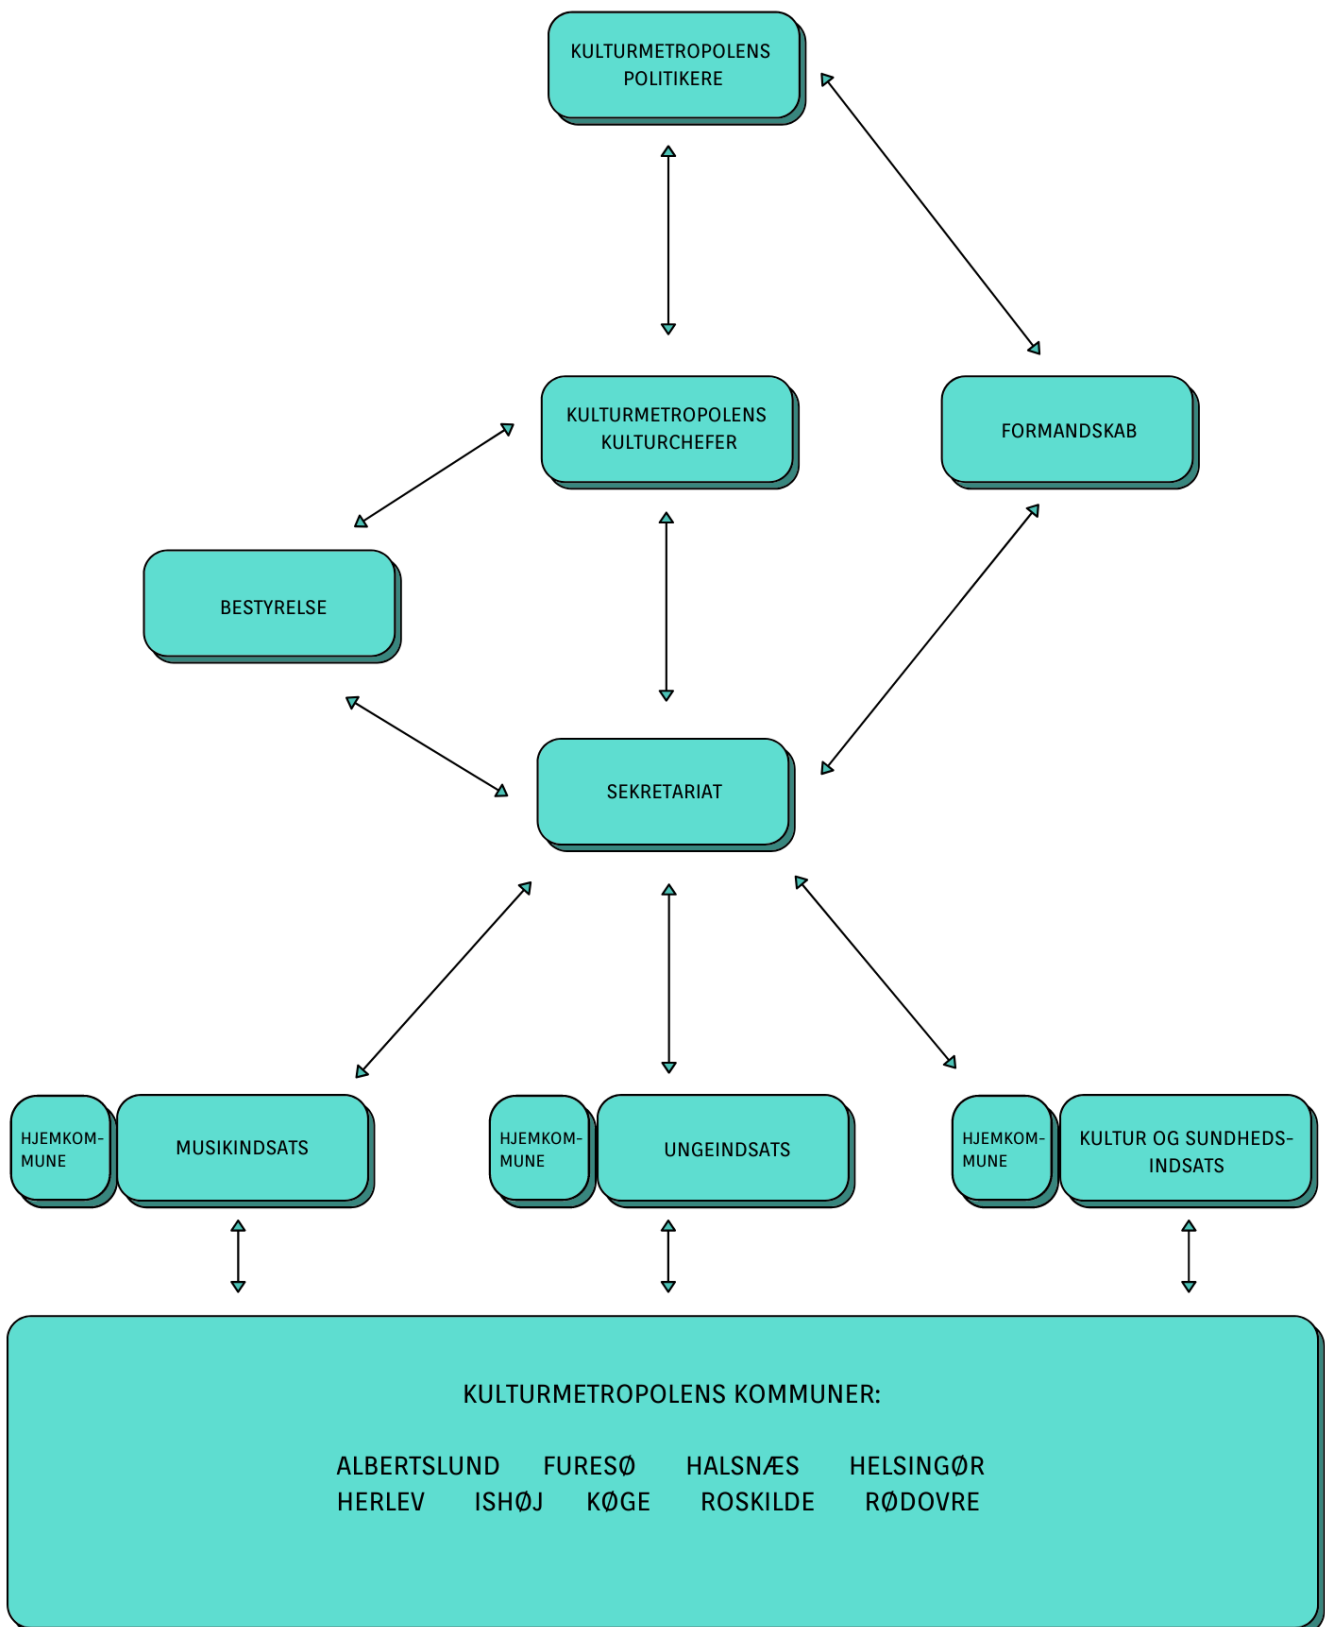 KULTURMETROPOLENS
POLITIKERE
KULTURMETROPOLENS
KULTURCHEFER
FORMANDSKAB
BESTYRELSE
SEKRETARIAT
HJEMKOM-
MUNE
MUSIKINDSATS
HJEMKOM-
MUNE
UNGEINDSATS
HJEMKOM-
MUNE
KULTUR OG SUNDHEDS-
INDSATS
KULTURMETROPOLENS KOMMUNER:
ALBERTSLUND FURESØ HALSNÆS HELSINGØR
HERLEV ISHØJ KØGE ROSKILDE RØDOVRE